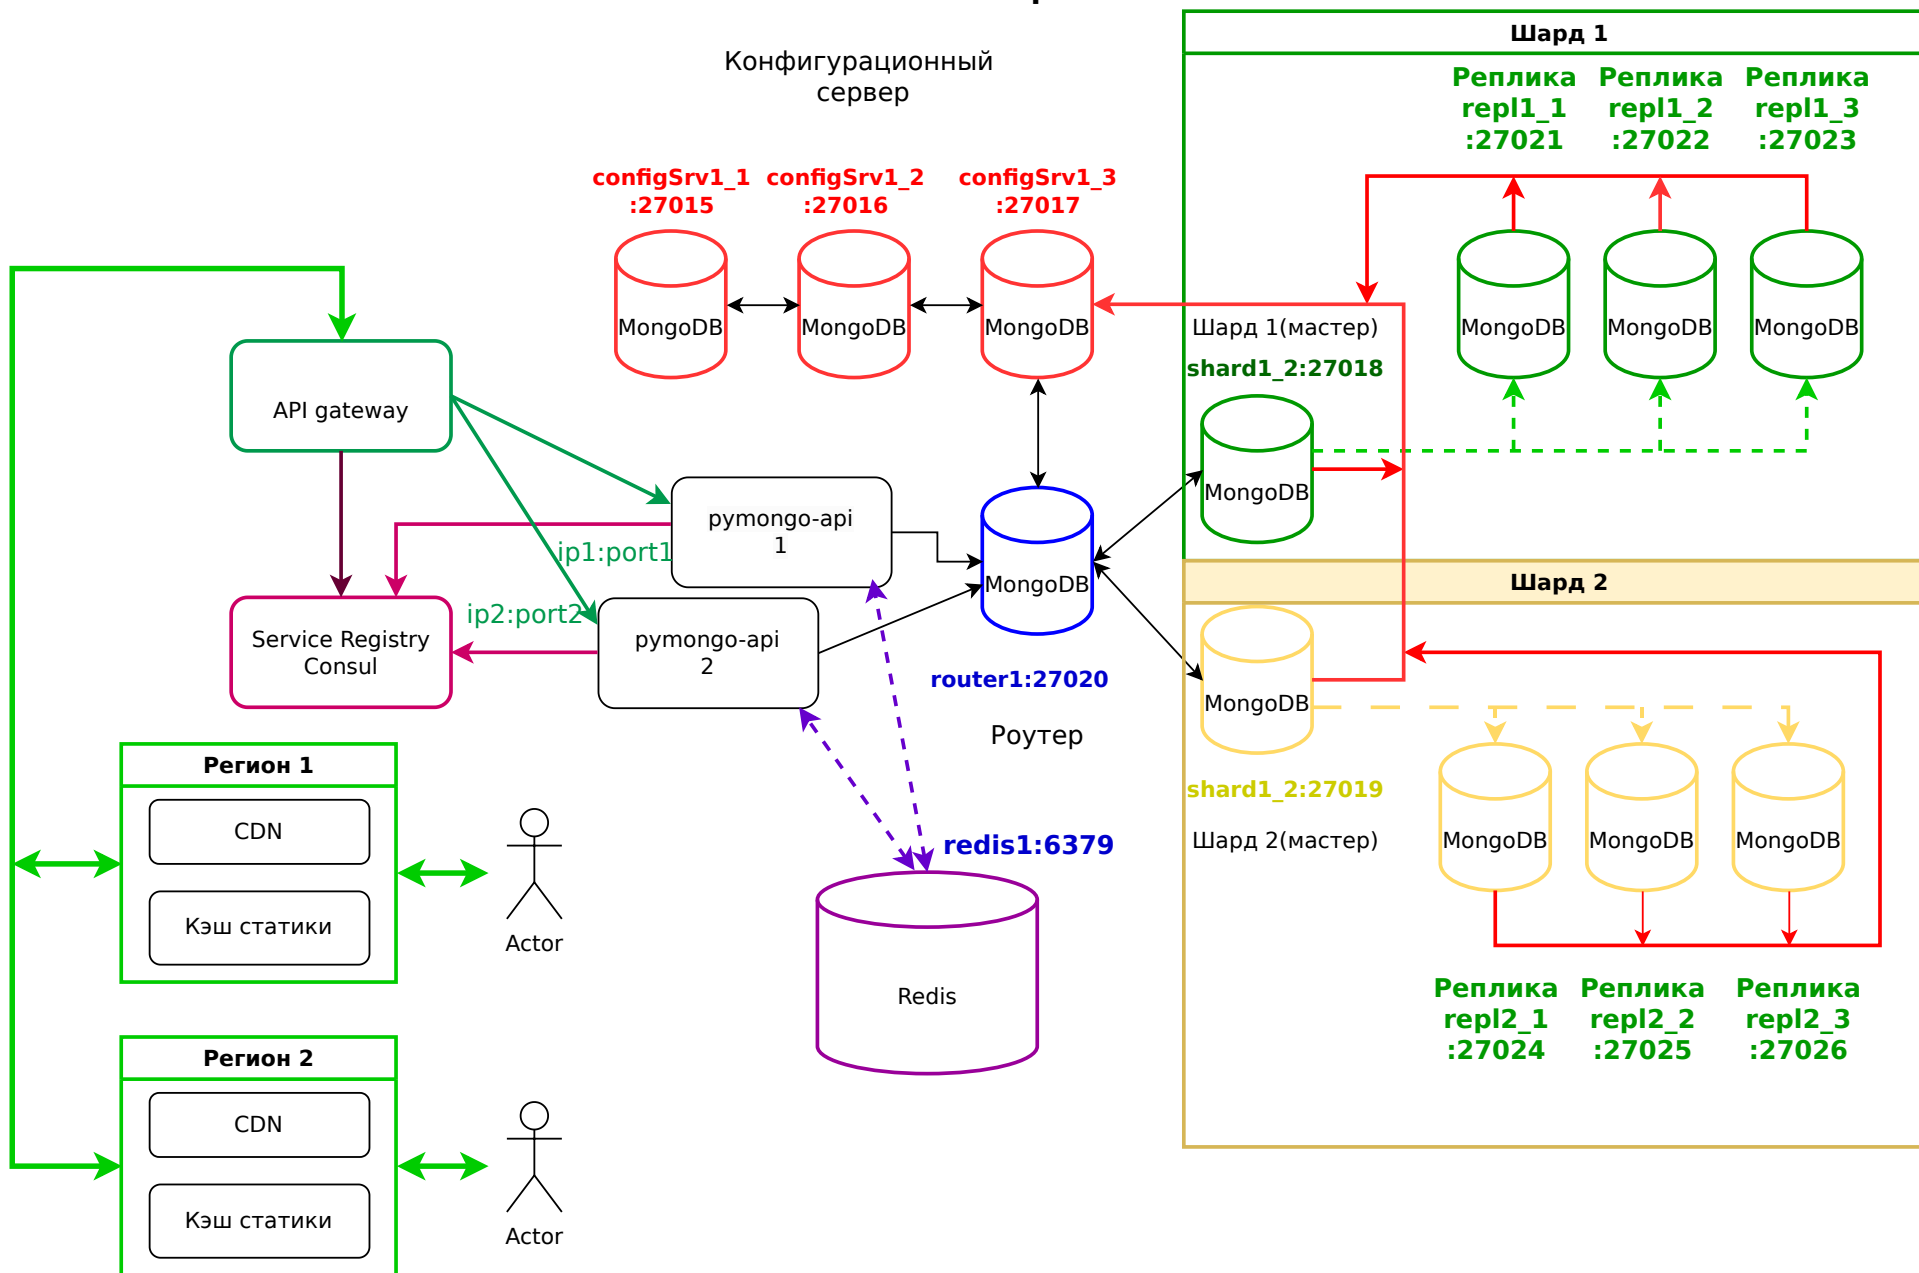 Шард 1
Конфигурационный
сервер
Реплика
repl1_1
:27021
Реплика
repl1_2
:27022
Реплика
repl1_3
:27023
configSrv1_1
:27015
configSrv1_2
:27016
configSrv1_3
:27017
MongoDB
MongoDB
MongoDB
Шард 1(мастер)
shard1_2:27018
MongoDB
MongoDB
MongoDB
API gateway
MongoDB
pymongo-api
1
ip1:port1
MongoDB
Шард 2
ip2:port2
Service Registry
Consul
pymongo-api
2
router1:27020
Роутер
MongoDB
shard1_2:27019
Шард 2(мастер)
MongoDB
MongoDB
MongoDB
Регион 1
CDN
Кэш статики
Actor
redis1:6379
Redis
Реплика
repl2_1
:27024
Реплика
repl2_2
:27025
Реплика
repl2_3
:27026
Регион 2
CDN
Кэш статики
Actor